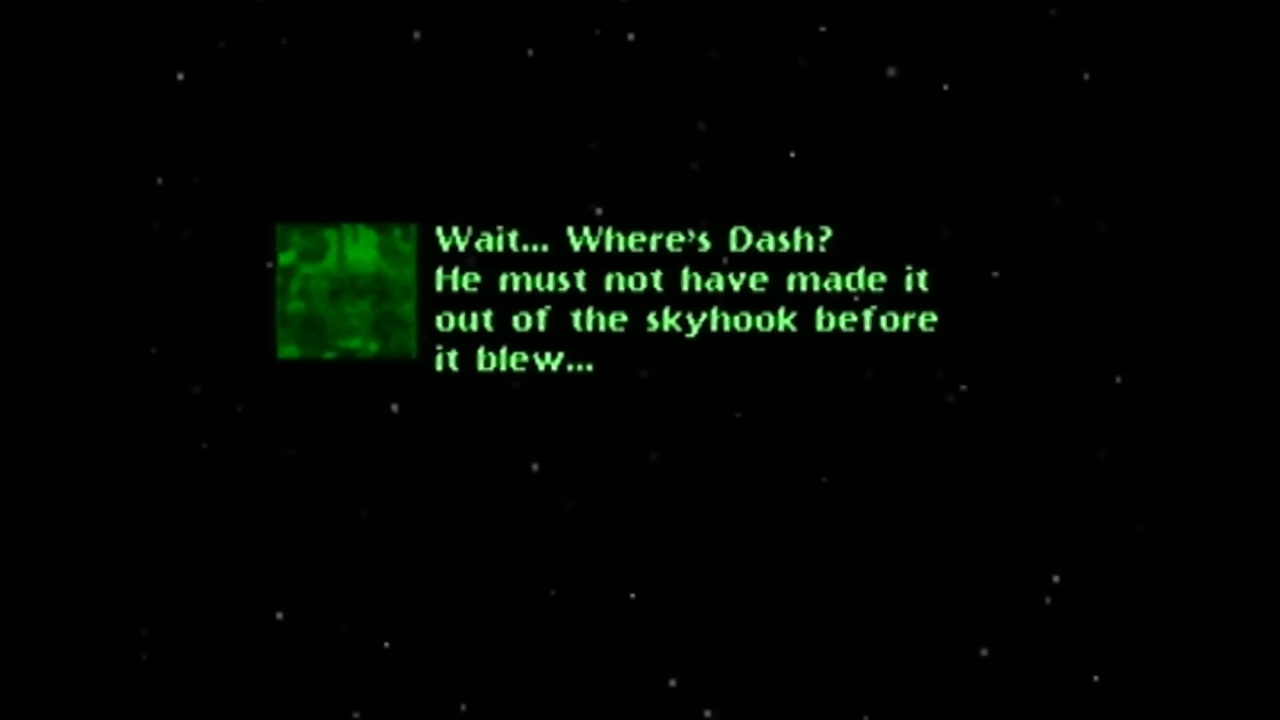 Wait... Where's Dash?
He must not have made it
out of the skyhook before
it blew...